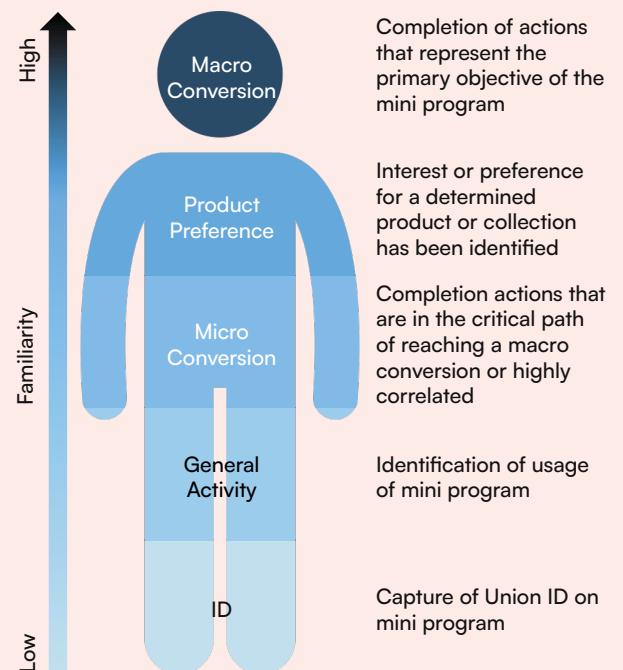 High
Familiarity
Low
Macro
Conversion
Completion of actions
that represent the
primary objective of the
mini program
Product
Preference
Interest or preference
for a determined
product or collection
has been identified
Micro
Conversion
Completion actions that
are in the critical path
of reaching a macro
conversion or highly
correlated
General
Activity
Identification of usage
of mini program
ID
Capture of Union ID on
mini program